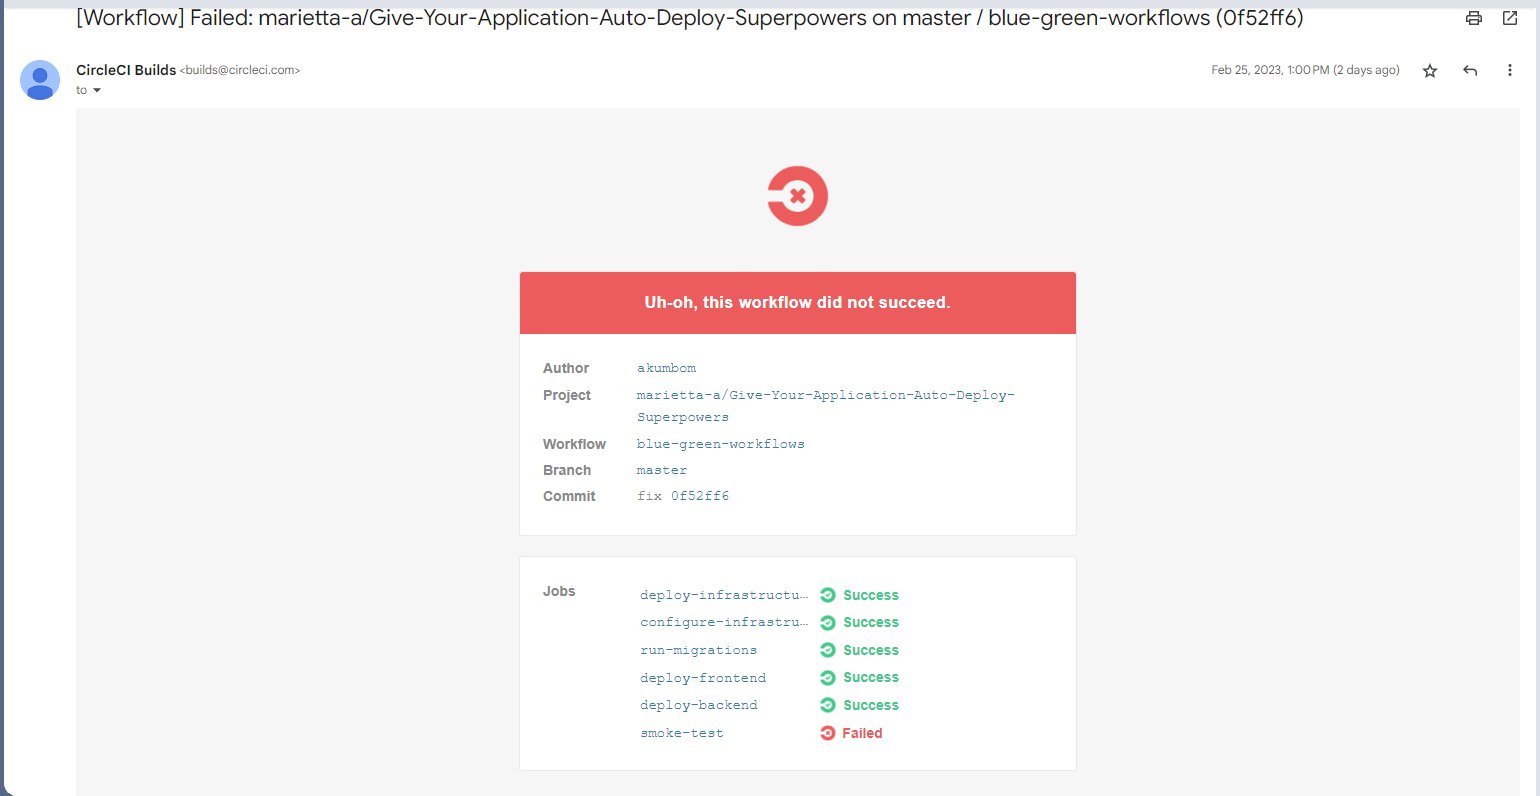 [Workflow] Failed: marietta-a/Give-Your-Application-Auto-Deploy-Superpowers on master / blue-green-workflows (0f52ff6)
CircleCI Builds <builds@circleci.com>
Feb 25, 2023, 1:00 PM (2 days ago)
to
Uh-oh, this workflow did not succeed.
Author akumbom
Project marietta-a/Give-Your-Application-Auto-Deploy-
Superpowers
Workflow blue-green-workflows
Branch master
Commit fix 0f52ff6
Jobs
deploy-infrastructu… Success
configure-infrastru… Success
run-migrations Success
deploy-frontend Success
deploy-backend Success
smoke-test Failed